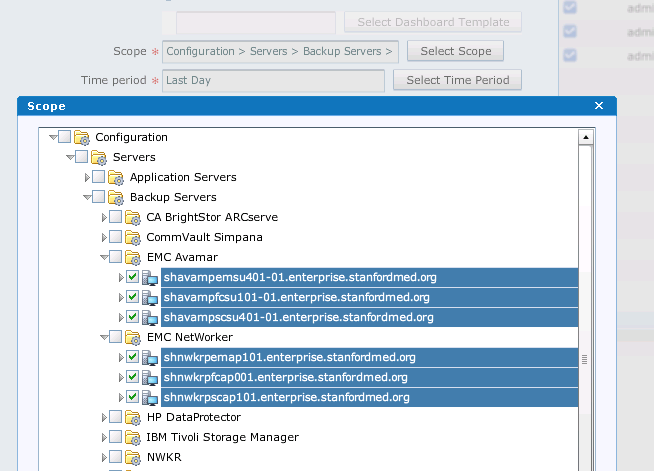 Select Dashboard Template
admi
Scope * Configuration > Servers > Backup Servers > Select Scope
admi
admi
Time period * Last Day Select Time Period
Scope
Configuration
Servers
Application Servers
Backup Servers
CA BrightStor ARCserve
CommVault Simpana
EMC Avamar
shavampemsu401-01.enterprise.stanfordmed.org
shavampfcsu101-01.enterprise.stanfordmed.org
shavampscsu401-01.enterprise.stanfordmed.org
EMC NetWorker
shnwkrpemap101.enterprise.stanfordmed.org
shnwkrpfcap001.enterprise.stanfordmed.org
shnwkrpscap101.enterprise.stanfordmed.org
HP DataProtector
IBM Tivoli Storage Manager
NWKR